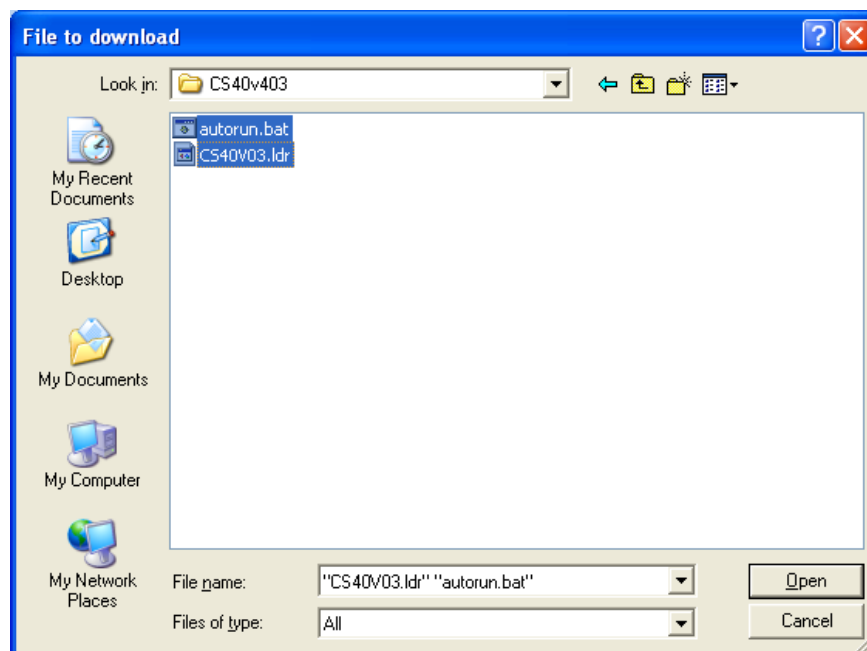 File to download
Look in: CS40v403
autorun.bat
CS40V03.ldr
My Recent
Documents
Desktop
My Documents
My Computer
My Network
Places
File name: "CS40V03.ldr" "autorun.bat"
Open
Files of type: All
Cancel